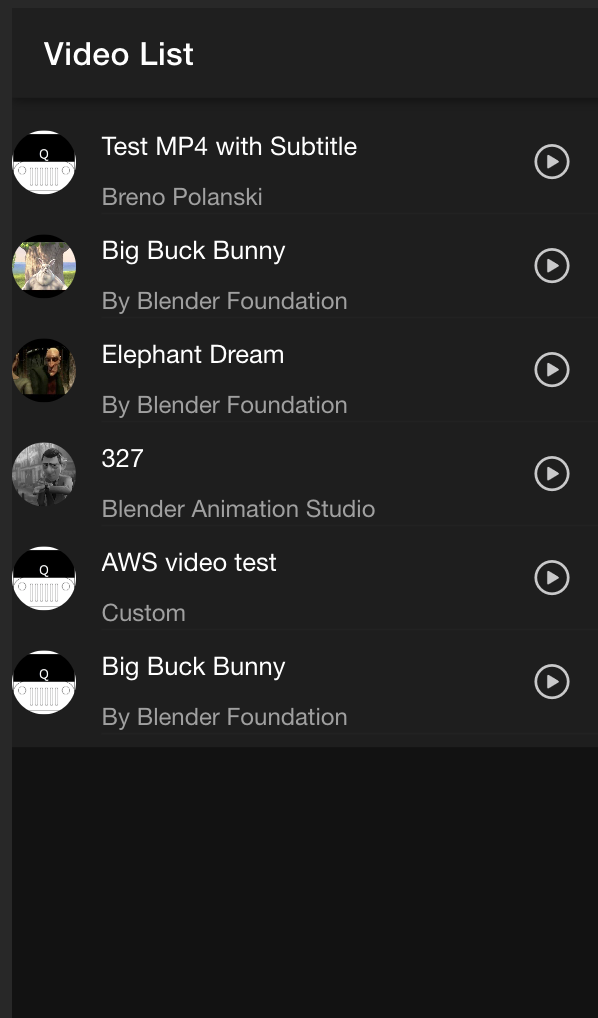 Video List
Q
Test MP4 with Subtitle
Breno Polanski
Big Buck Bunny
By Blender Foundation
Elephant Dream
By Blender Foundation
327
Blender Animation Studio
Q
AWS video test
Custom
Q
Big Buck Bunny
By Blender Foundation